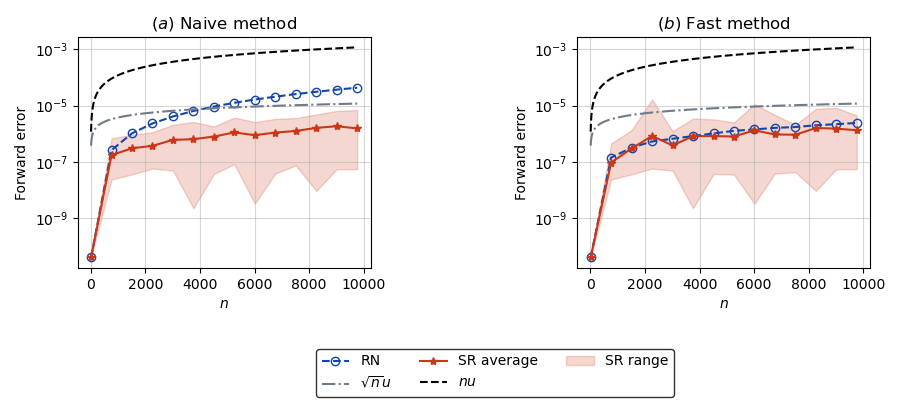 (a) Naive method
Forward error
10⁻³
10⁻⁵
10⁻⁷
10⁻⁹
0 2000 4000 6000 8000 10000
n
(b) Fast method
Forward error
10⁻³
10⁻⁵
10⁻⁷
10⁻⁹
0 2000 4000 6000 8000 10000
n
RN SR average SR range
√nu nu